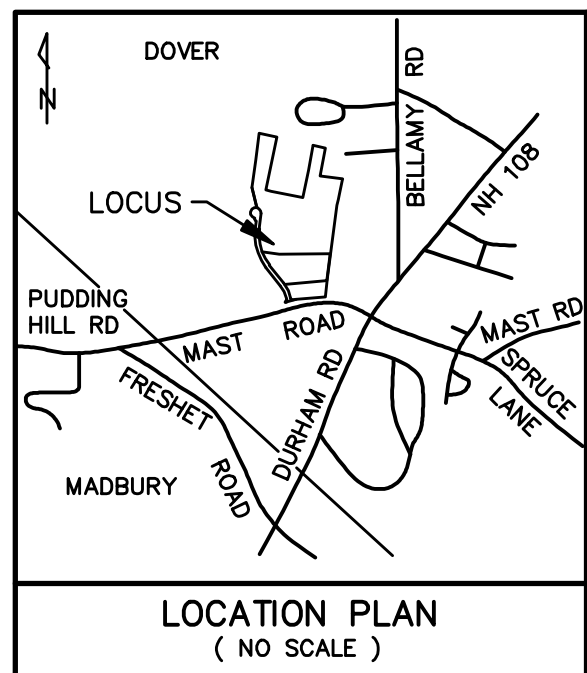 DOVER
N
BELLAMY RD
NH 108
LOCUS
PUDDING
HILL RD
MAST ROAD
MAST RD
SPRUCE
LANE
FRESHET
ROAD
DURHAM RD
MADBURY
LOCATION PLAN
( NO SCALE )